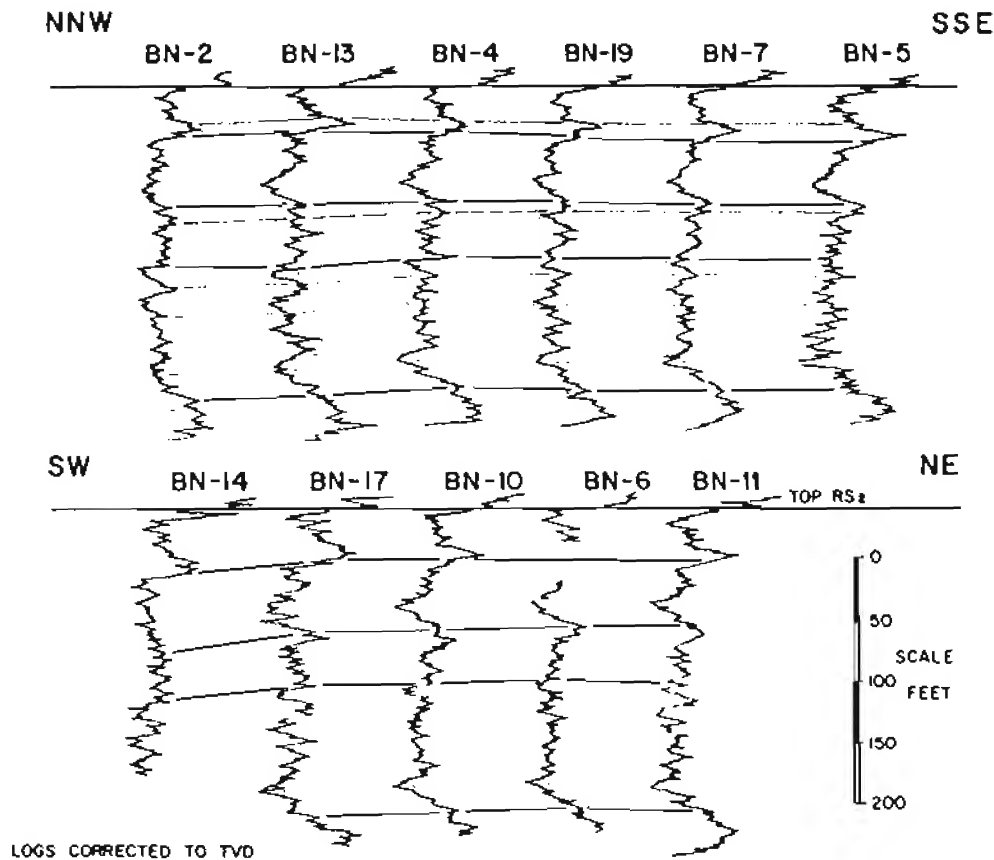 NNW SSE
BN-2 BN-13 BN-4 BN-19 BN-7 BN-5
SW NE
BN-14 BN-17 BN-10 BN-6 BN-11
TOP RS2
0
50
SCALE
100
FEET
150
200
LOGS CORRECTED TO TVD